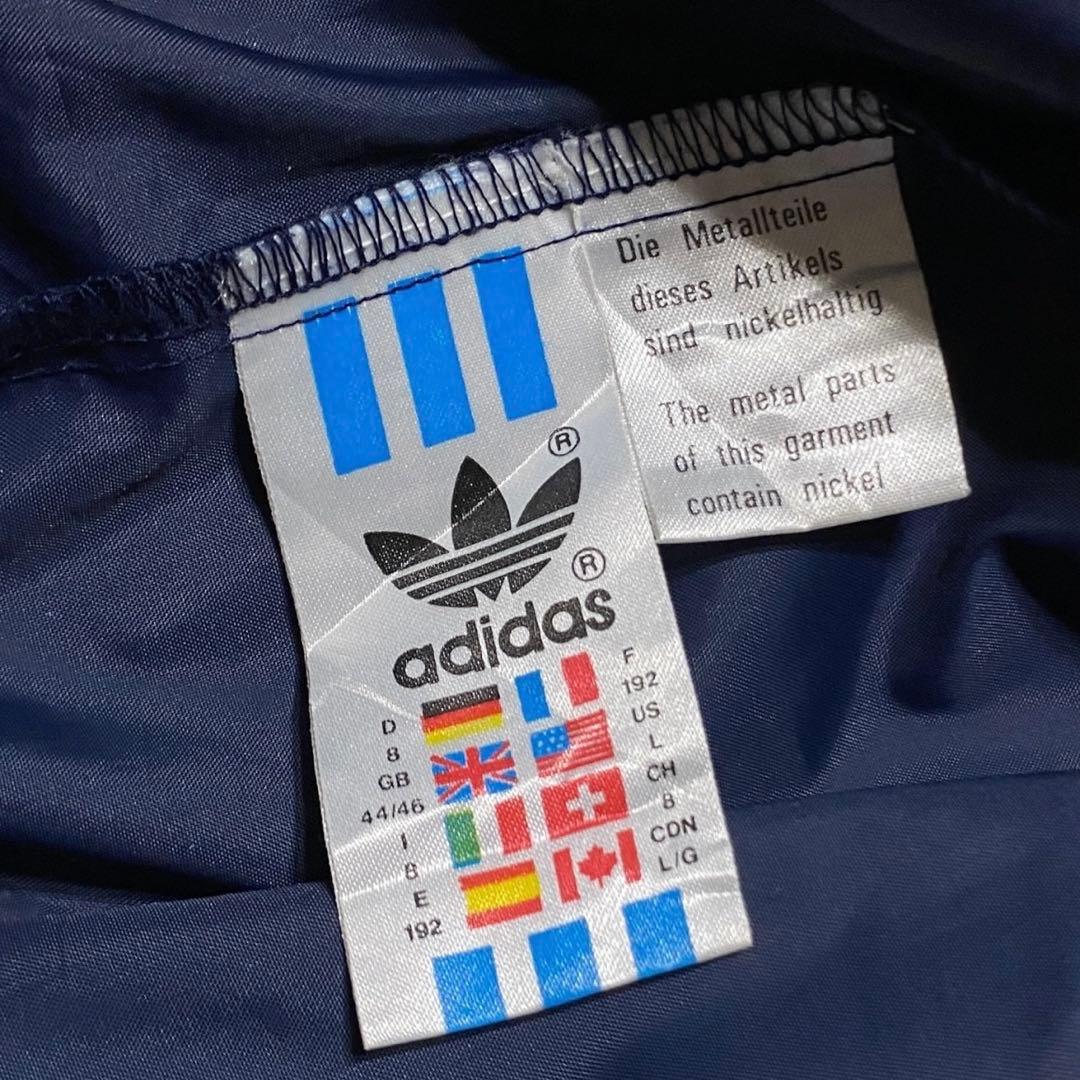 Die Metallteile
dieses Artikels
sind nickelhaltig
The metal parts
of this garment
contain nickel
®
®
adidas
D
8
GB
44/46
I
8
E
192
F
192
US
L
CH
8
CDN
L/G